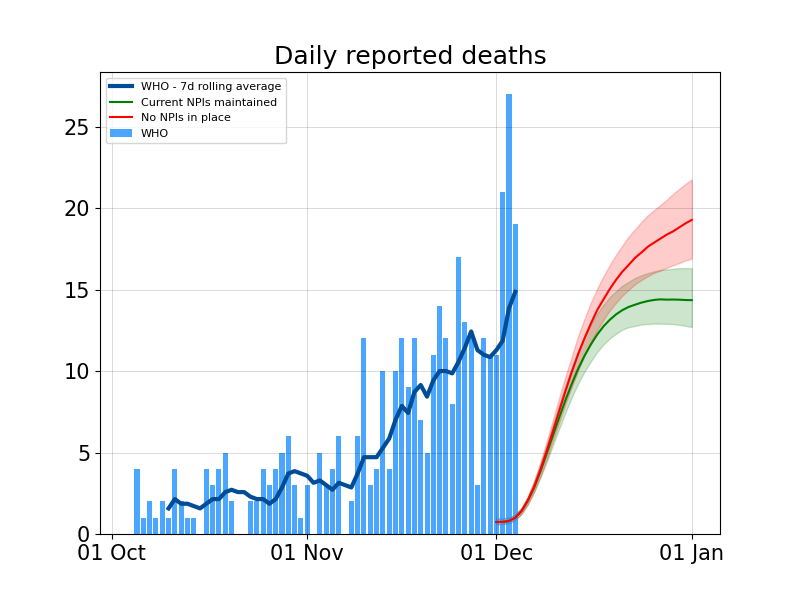 Daily reported deaths
WHO - 7d rolling average
Current NPIs maintained
No NPIs in place
WHO
25
20
15
10
5
0
01 Oct
01 Nov
01 Dec
01 Jan